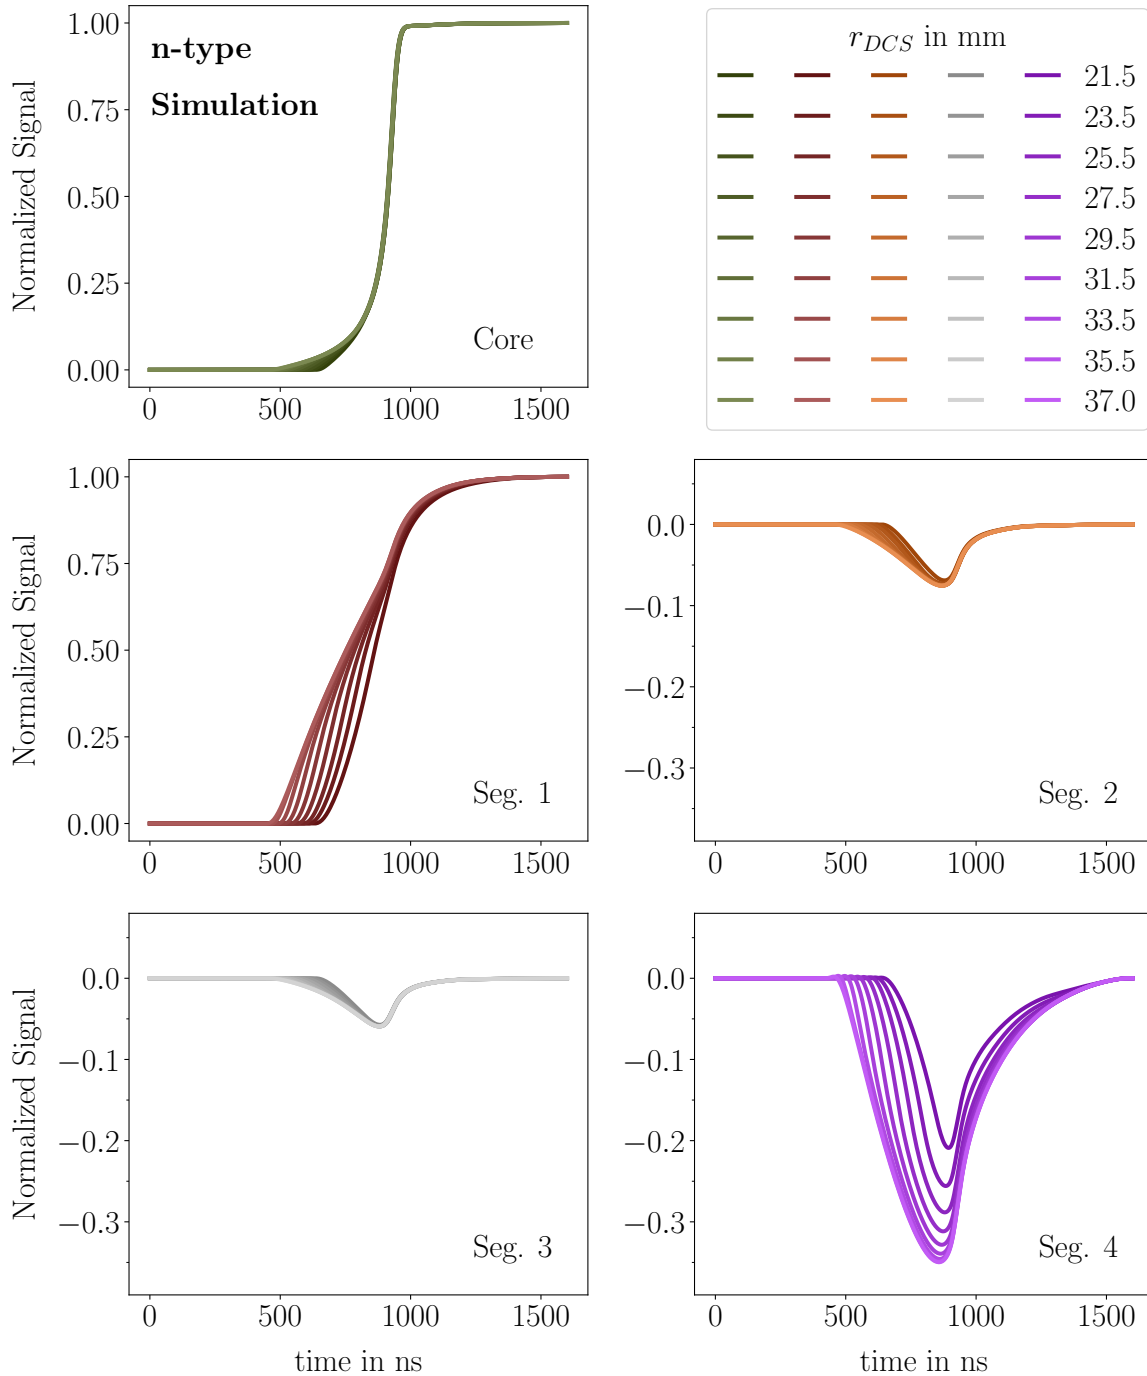 n-type
Simulation
Normalized Signal
1.00
0.75
0.50
0.25
0.00
Core
0 500 1000 1500
r_DCS in mm
21.5
23.5
25.5
27.5
29.5
31.5
33.5
35.5
37.0
Normalized Signal
1.00
0.75
0.50
0.25
0.00
Seg. 1
0 500 1000 1500
0.0
−0.1
−0.2
−0.3
Seg. 2
0 500 1000 1500
Normalized Signal
0.0
−0.1
−0.2
−0.3
Seg. 3
0 500 1000 1500
time in ns
0.0
−0.1
−0.2
−0.3
Seg. 4
0 500 1000 1500
time in ns